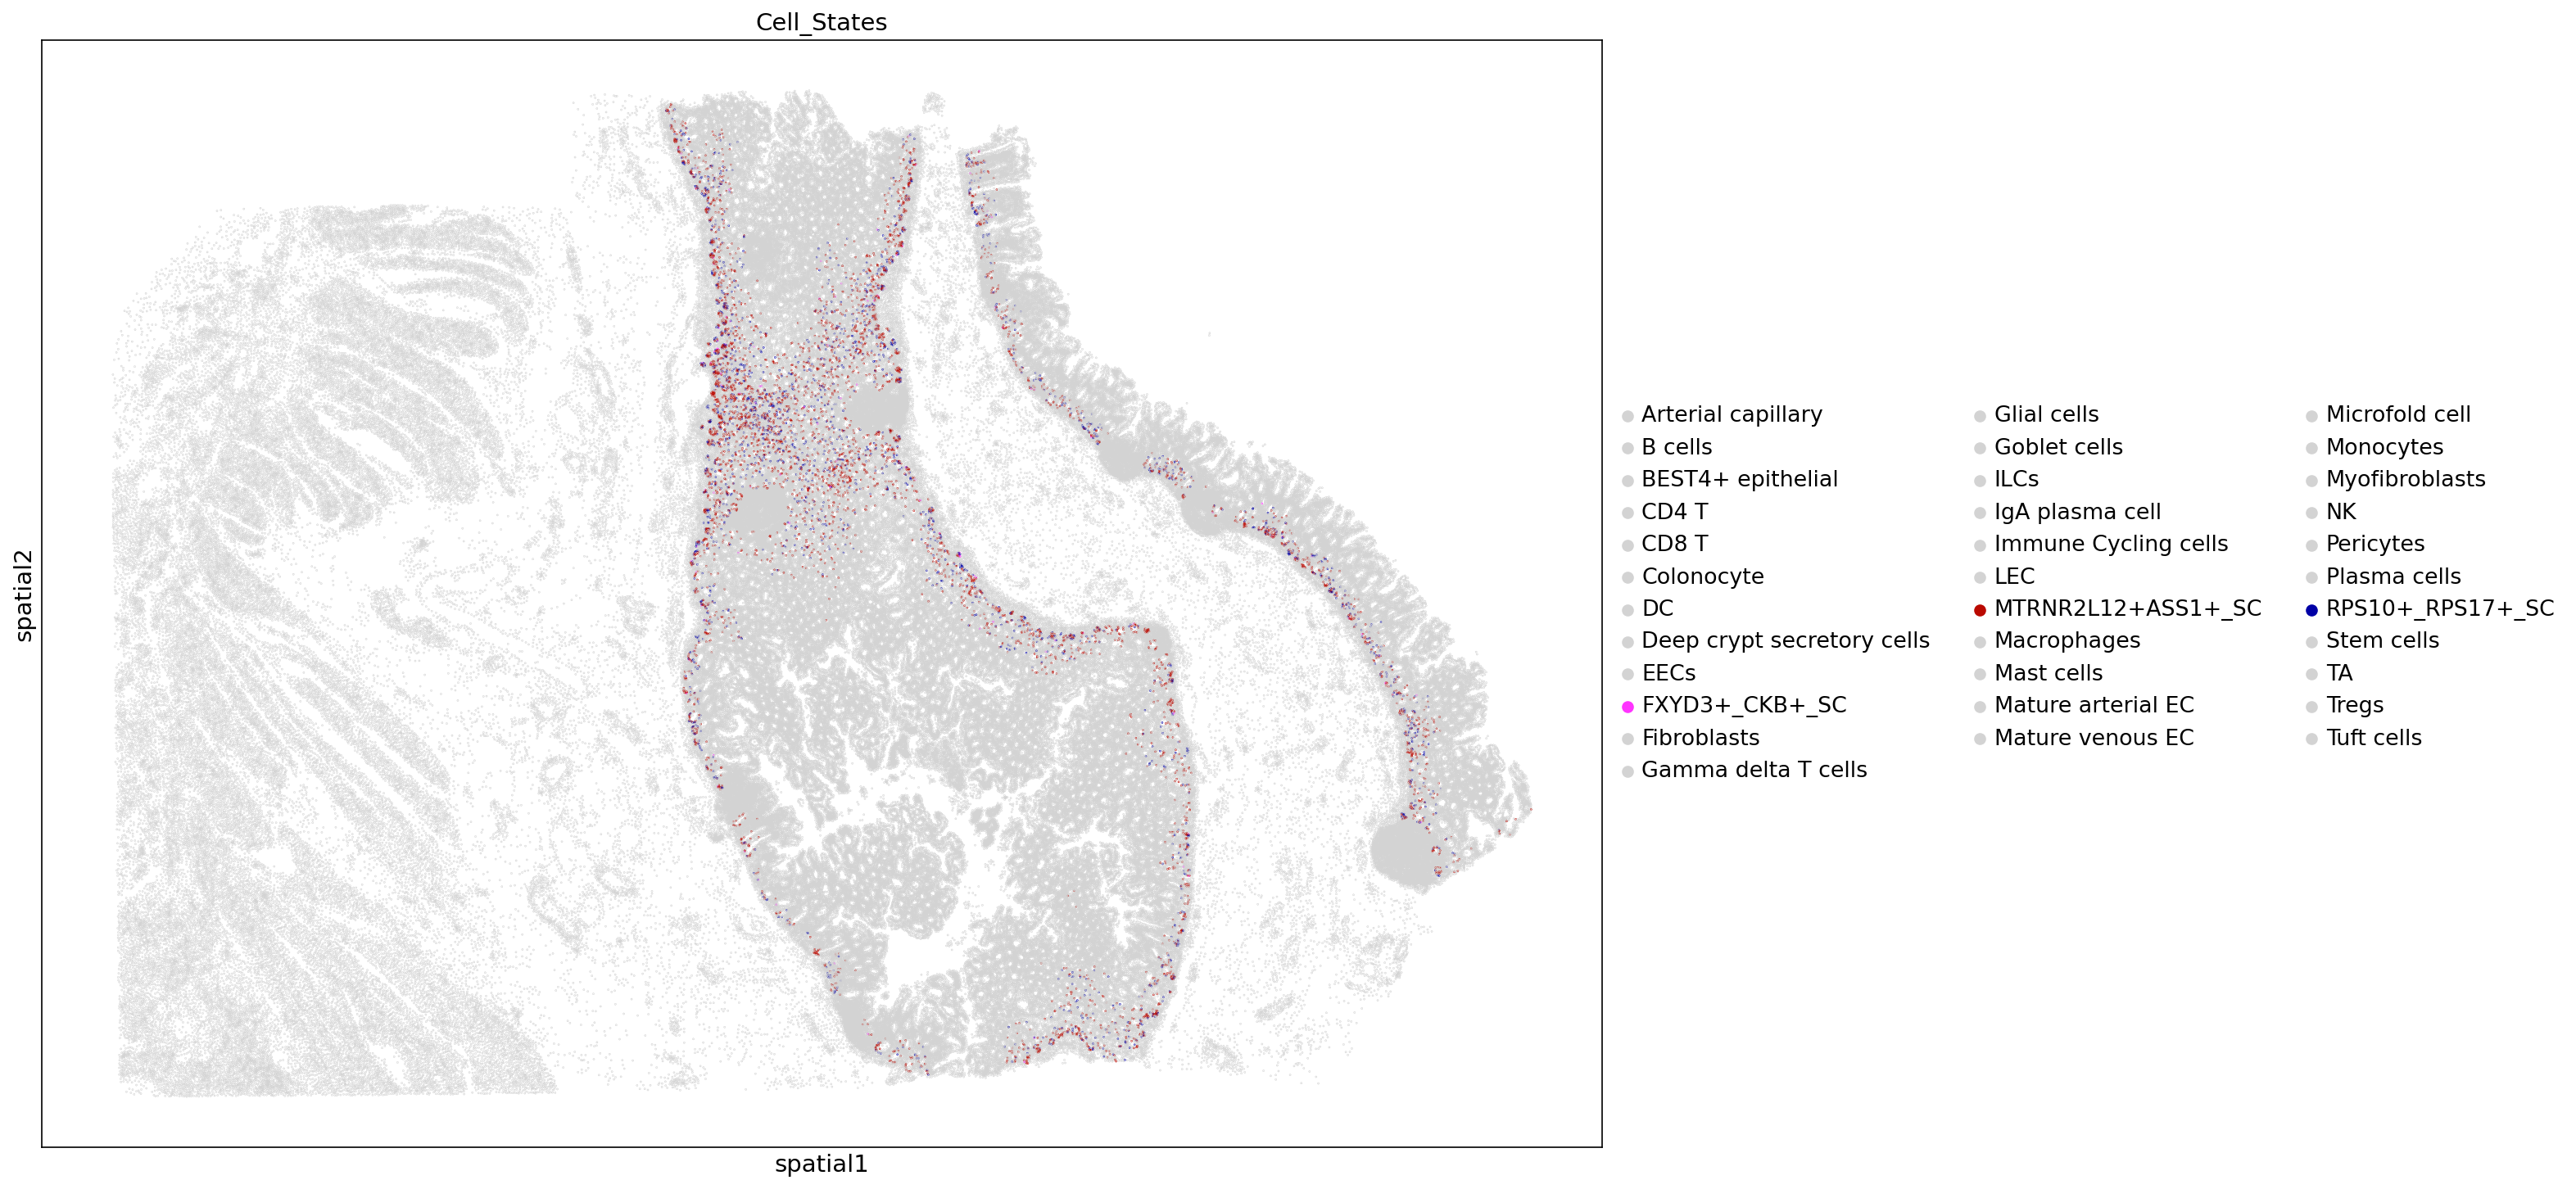 Cell_States
spatial2
spatial1
Arterial capillary
B cells
BEST4+ epithelial
CD4 T
CD8 T
Colonocyte
DC
Deep crypt secretory cells
EECs
FXYD3+_CKB+_SC
Fibroblasts
Gamma delta T cells
Glial cells
Goblet cells
ILCs
IgA plasma cell
Immune Cycling cells
LEC
MTRNR2L12+ASS1+_SC
Macrophages
Mast cells
Mature arterial EC
Mature venous EC
Microfold cell
Monocytes
Myofibroblasts
NK
Pericytes
Plasma cells
RPS10+_RPS17+_SC
Stem cells
TA
Tregs
Tuft cells